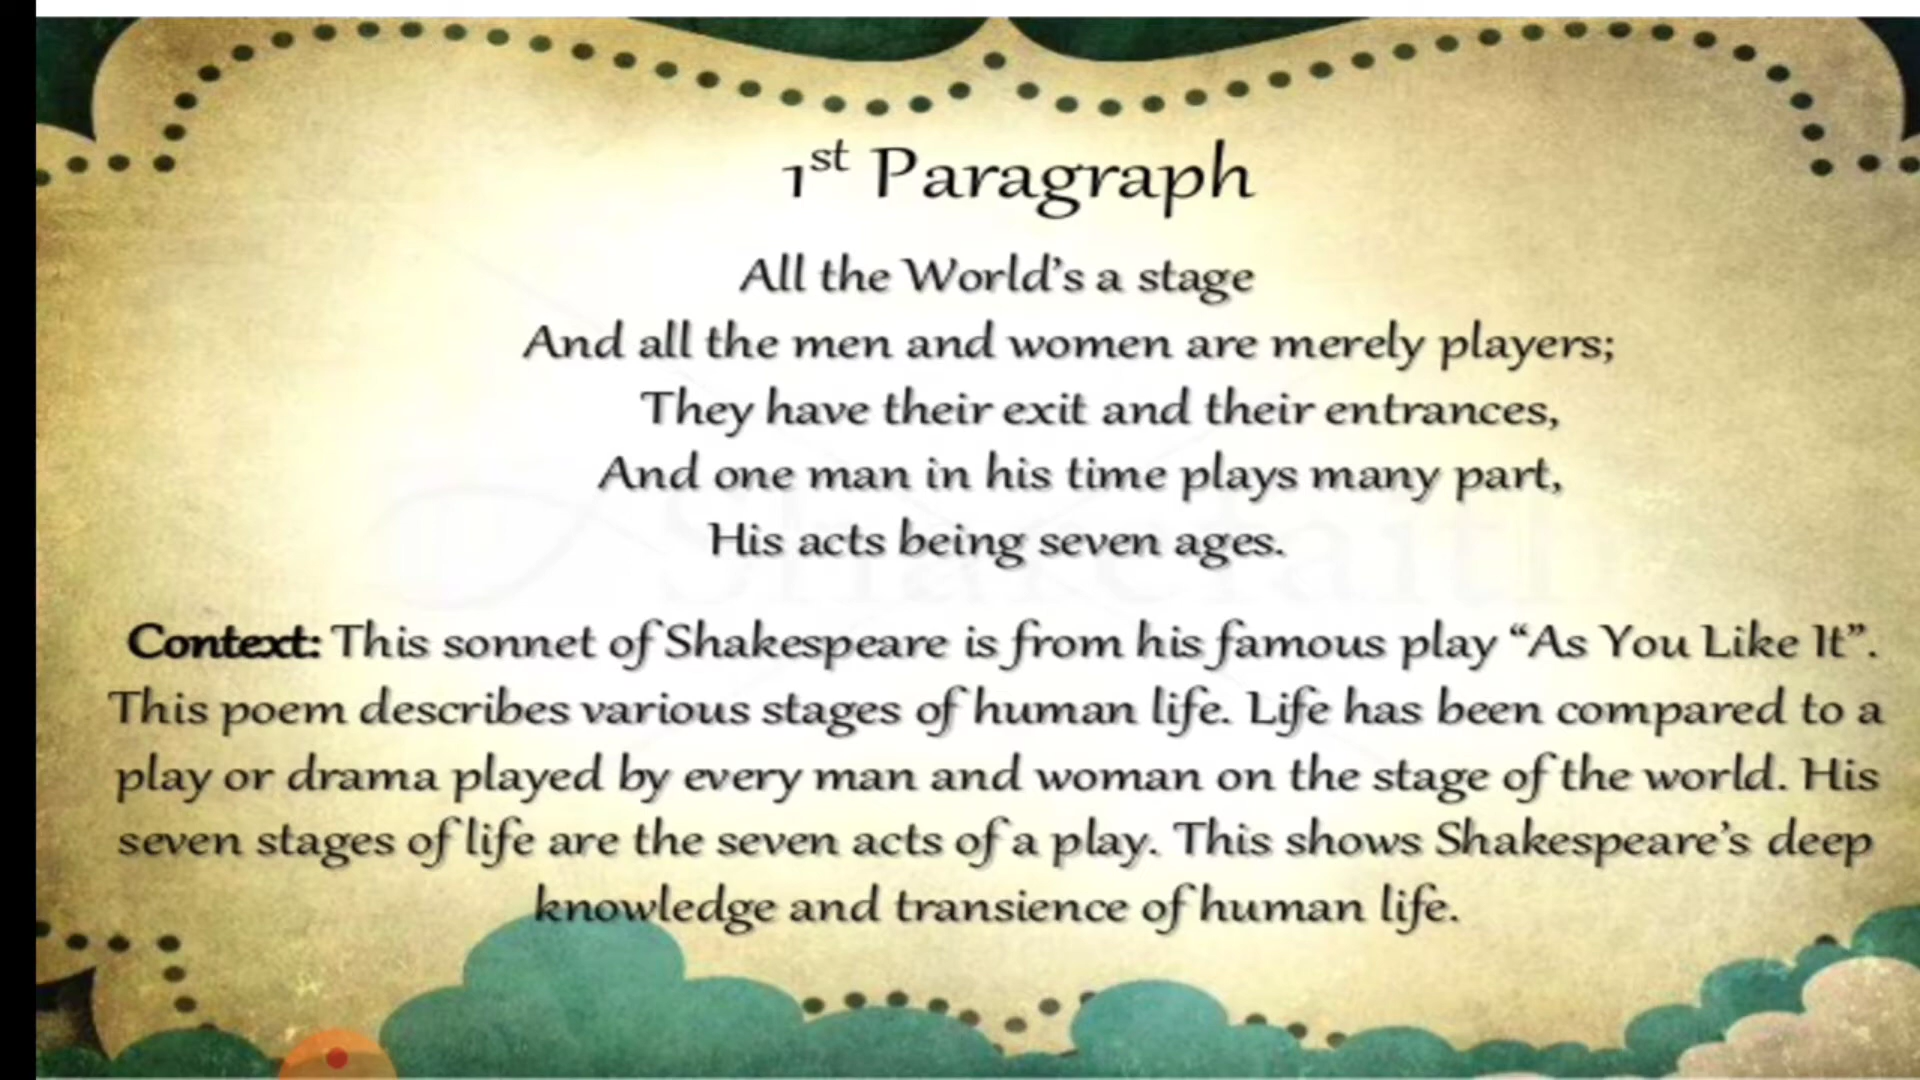 1st Paragraph
All the World’s a stage
And all the men and women are merely players;
They have their exit and their entrances,
And one man in his time plays many part,
His acts being seven ages.
Context: This sonnet of Shakespeare is from his famous play “As You Like It”.
This poem describes various stages of human life. Life has been compared to a
play or drama played by every man and woman on the stage of the world. His
seven stages of life are the seven acts of a play. This shows Shakespeare’s deep
knowledge and transience of human life.
Sharefaith